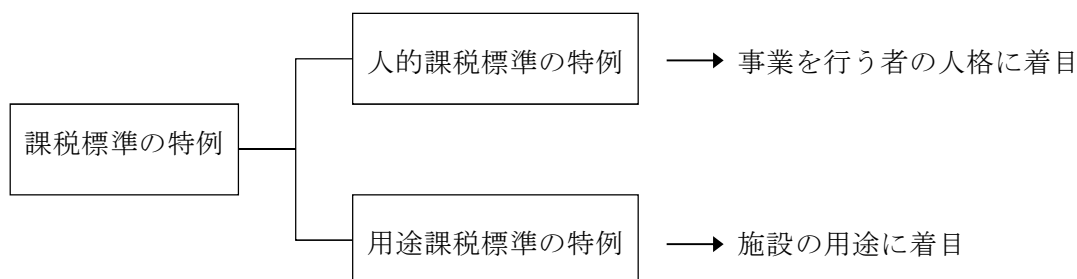 人的課税標準の特例
事業を行う者の人格に着目
課税標準の特例
用途課税標準の特例
施設の用途に着目